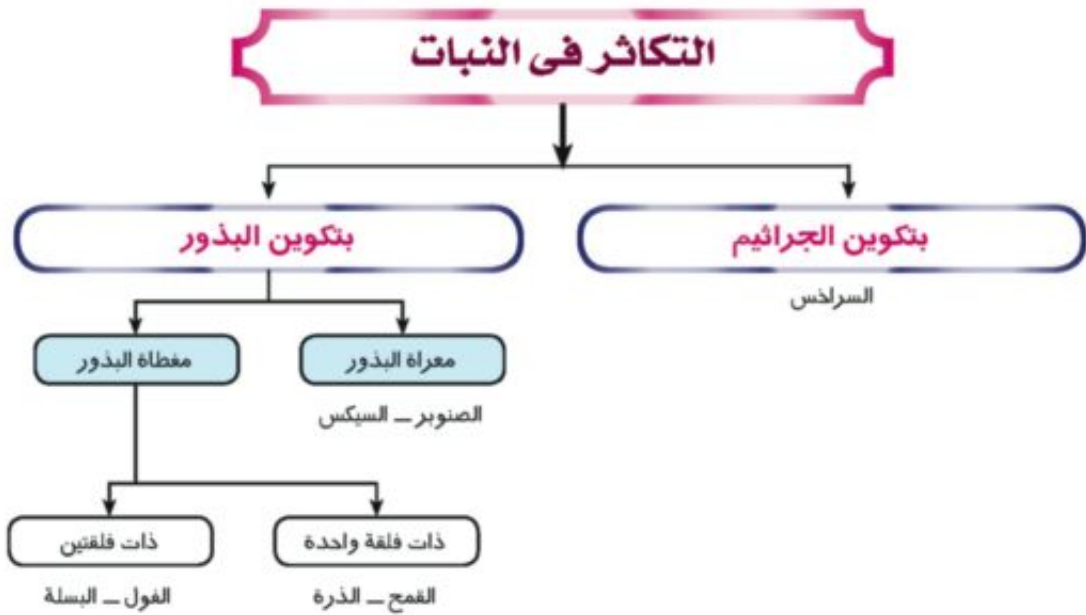 التكاثر فى النبات
بتكوين الجراثيم
بتكوين البذور
السراخس
معراة البذور
مغطاة البذور
الصنوبر – السيكس
ذات فلقة واحدة
ذات فلقتين
القمح – الذرة
الفول – البسلة